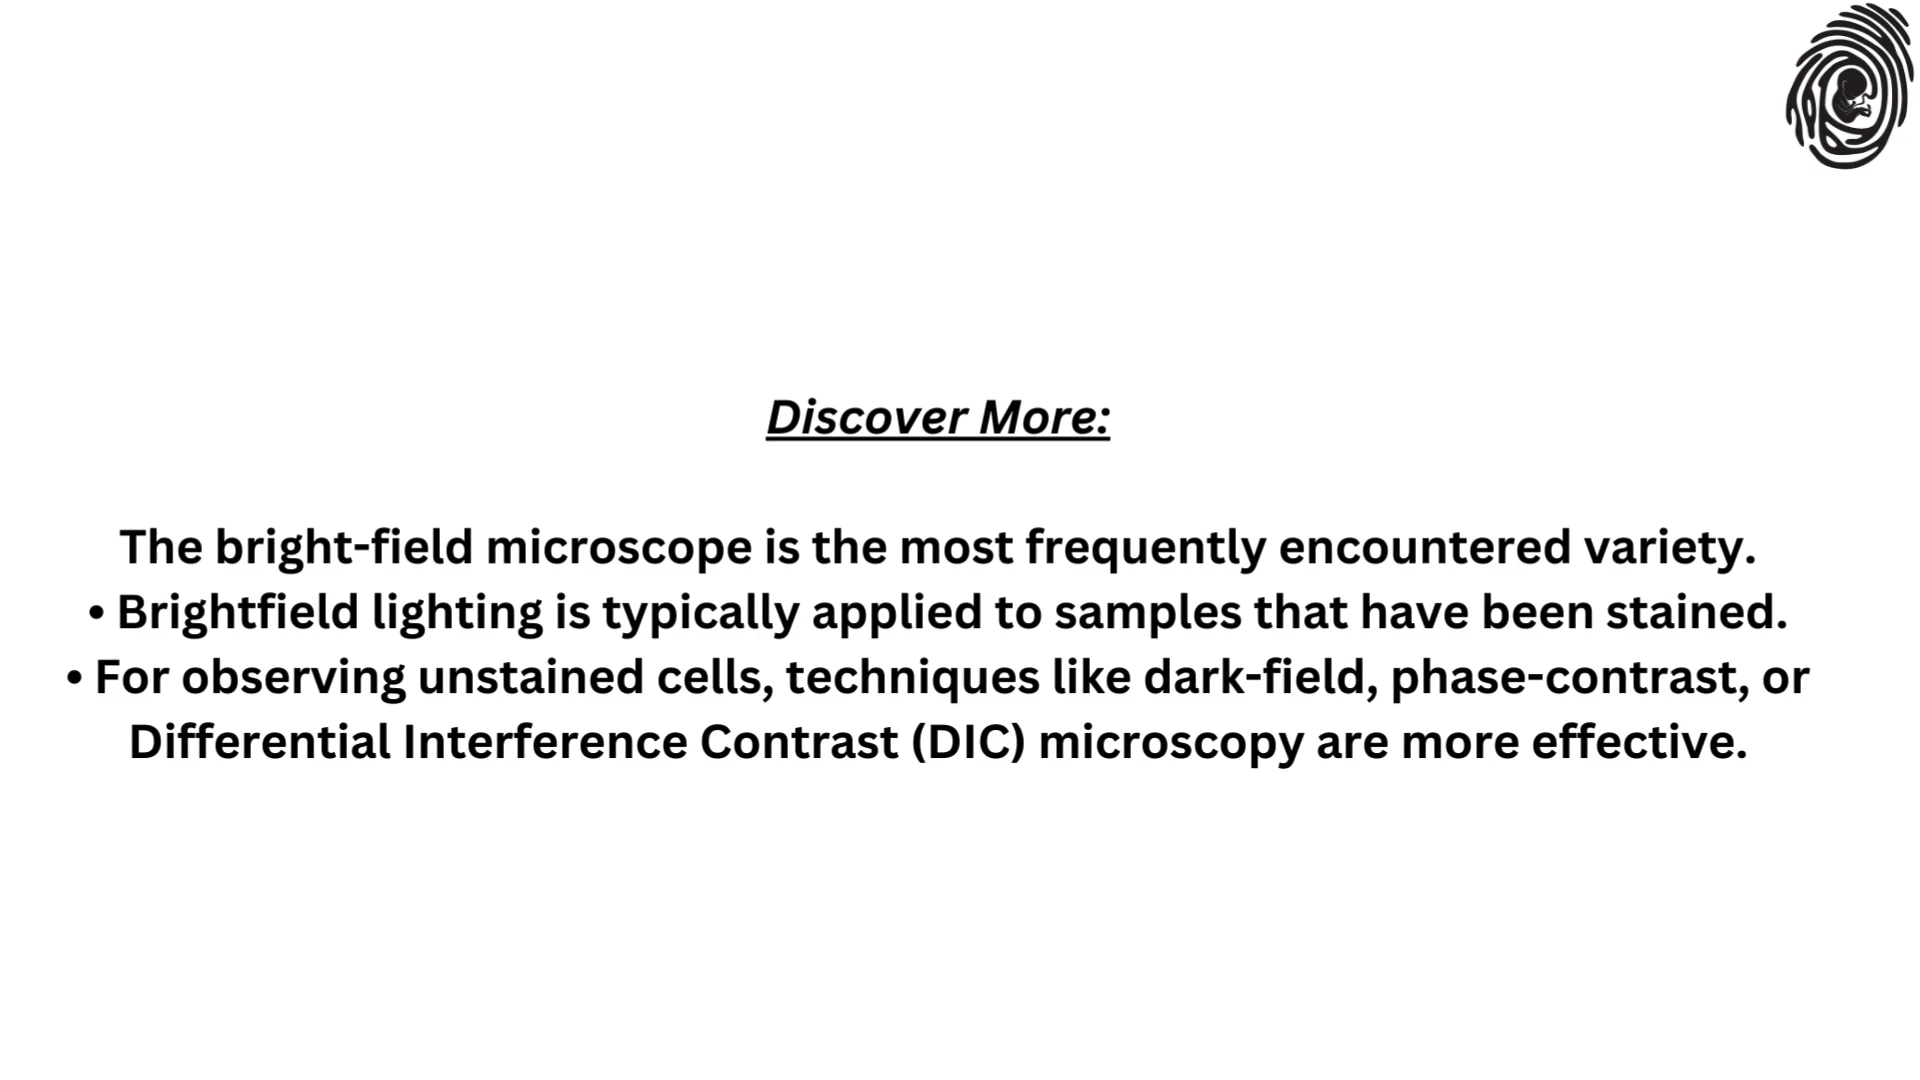 Discover More:
The bright-field microscope is the most frequently encountered variety.
• Brightfield lighting is typically applied to samples that have been stained.
• For observing unstained cells, techniques like dark-field, phase-contrast, or
Differential Interference Contrast (DIC) microscopy are more effective.